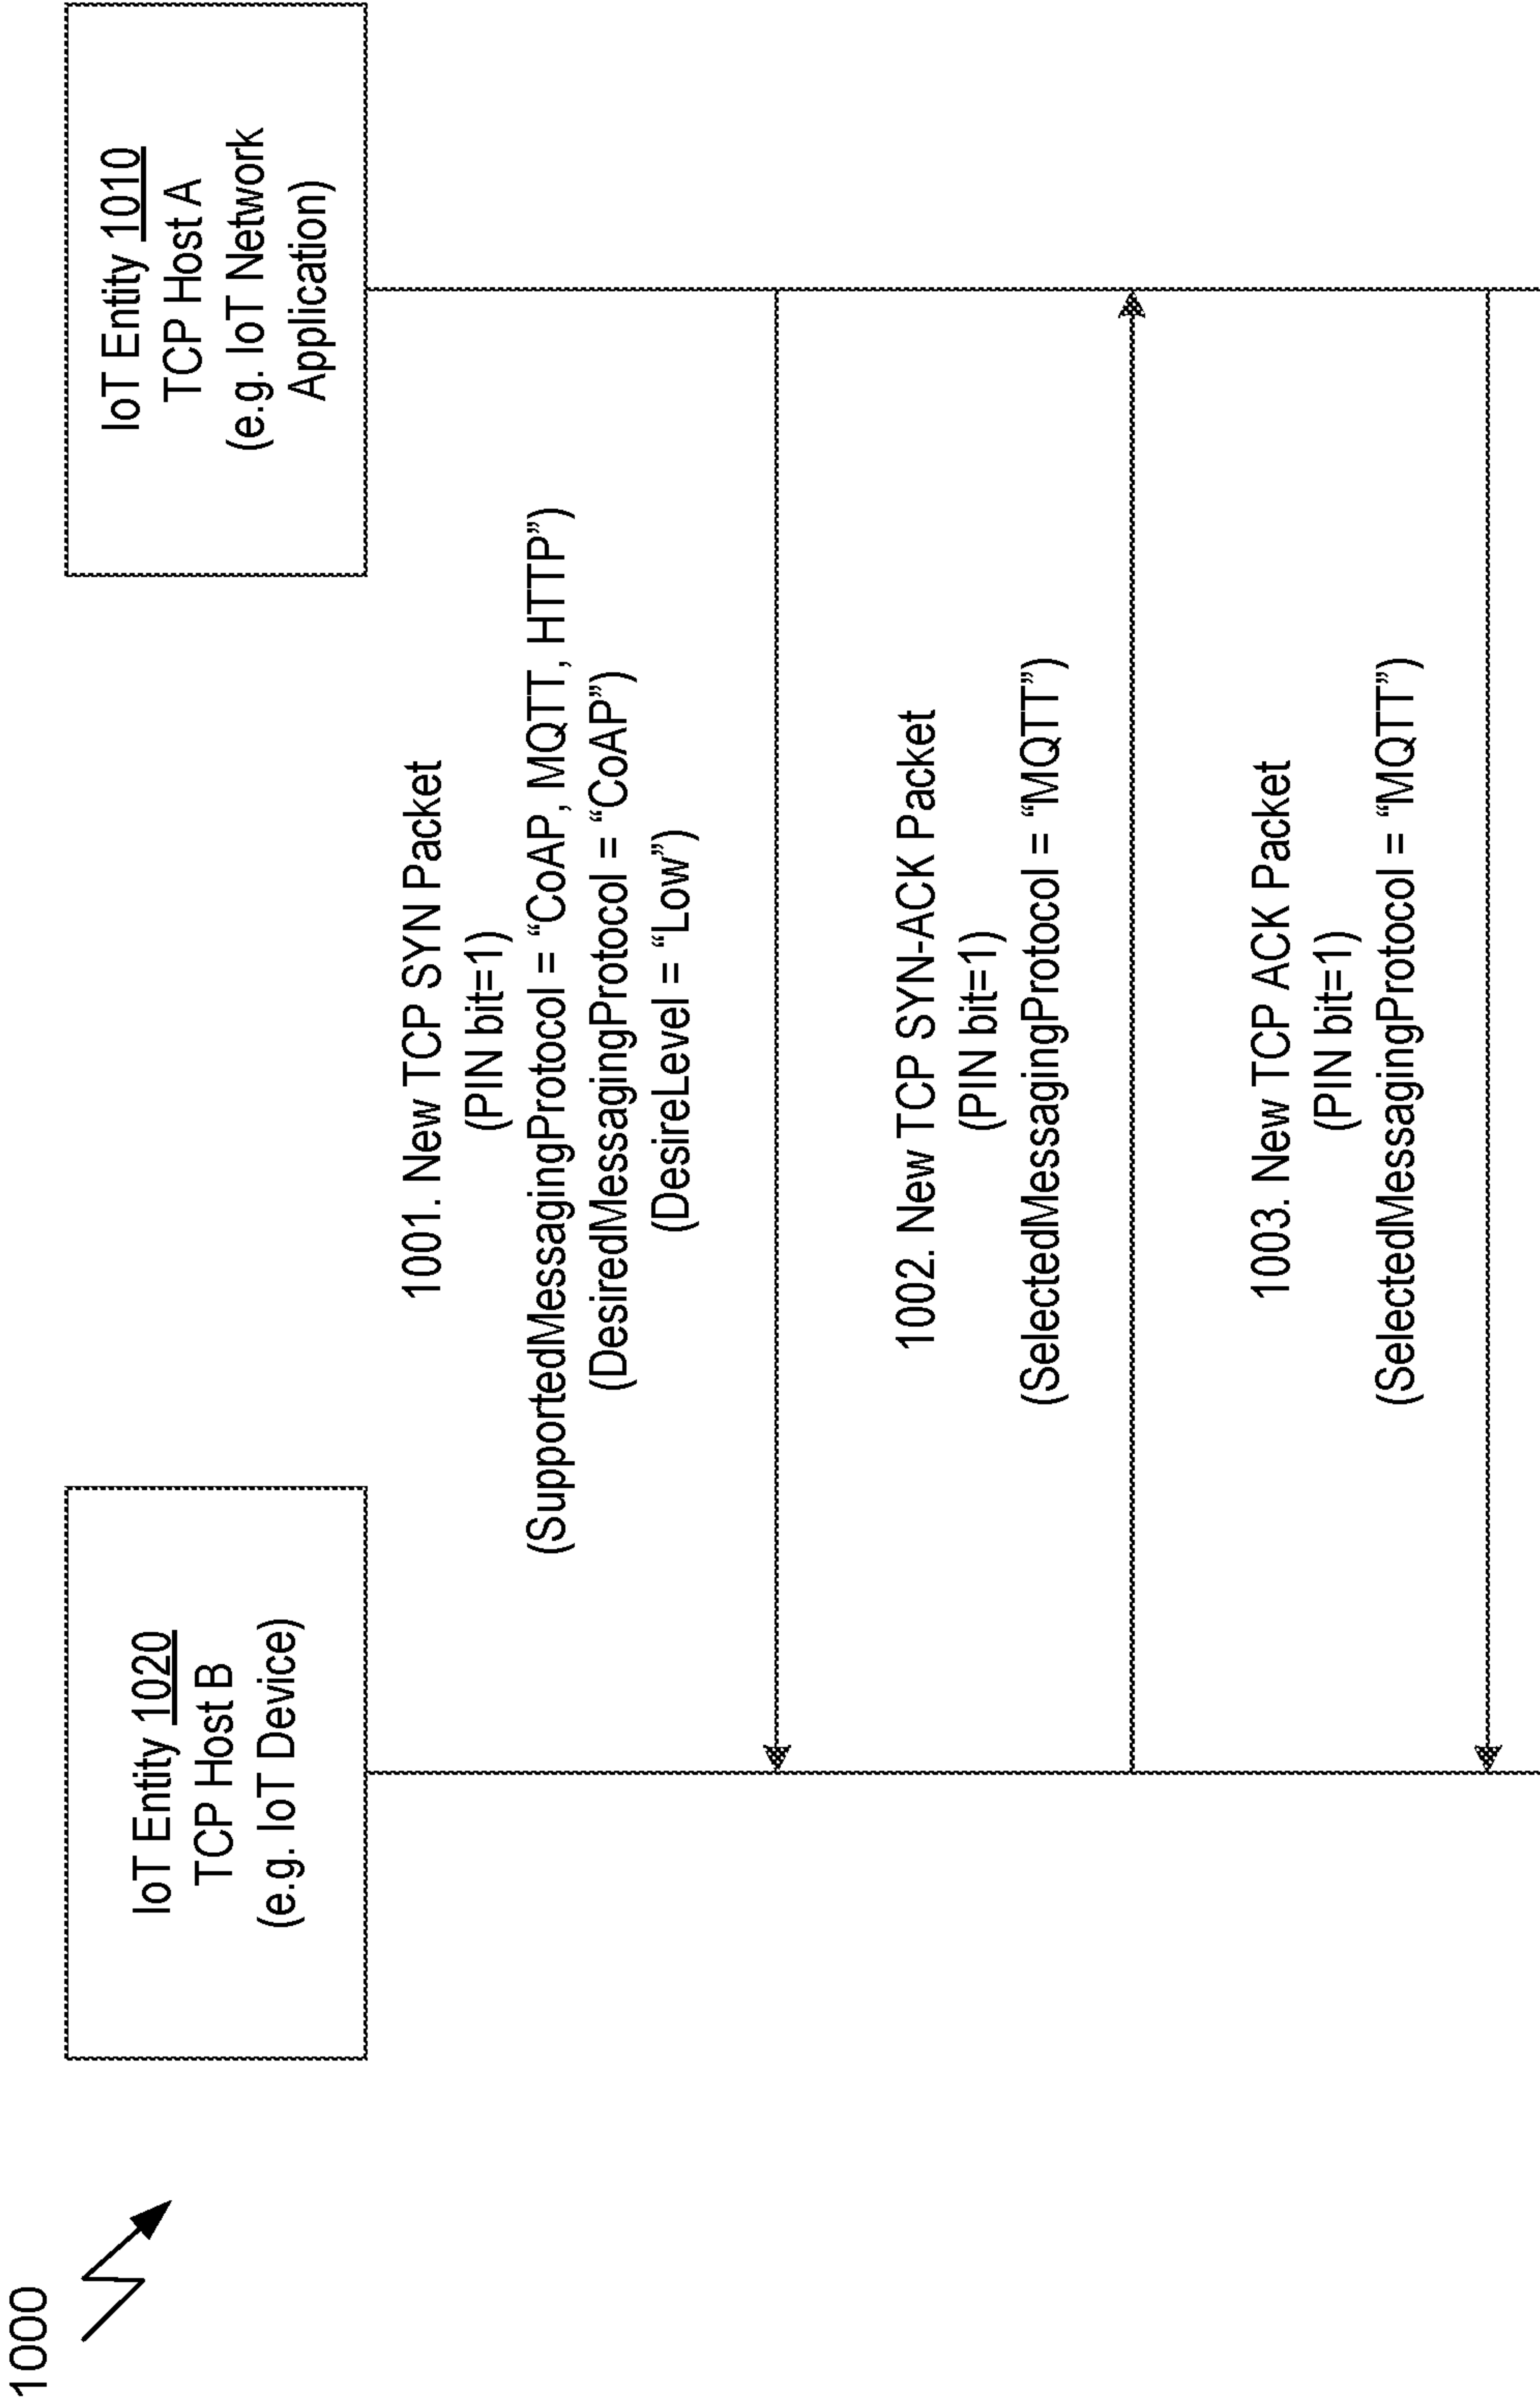 1000
IoT Entity 1020
TCP Host B
(e.g. IoT Device)
IoT Entity 1010
TCP Host A
(e.g. IoT Network
Application)
1001. New TCP SYN Packet
(PIN bit=1)
(SupportedMessagingProtocol = “CoAP, MQTT, HTTP”)
(DesiredMessagingProtocol = “CoAP”)
(DesireLevel = “Low”)
1002. New TCP SYN-ACK Packet
(PIN bit=1)
(SelectedMessagingProtocol = “MQTT”)
1003. New TCP ACK Packet
(PIN bit=1)
(SelectedMessagingProtocol = “MQTT”)